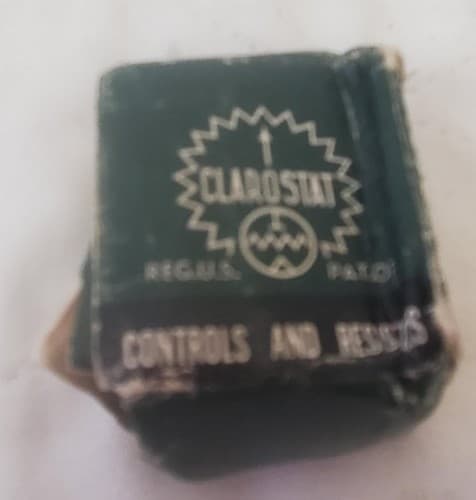 CLAROSTAT
REG.U.S. PAT.O
CONTROLS AND